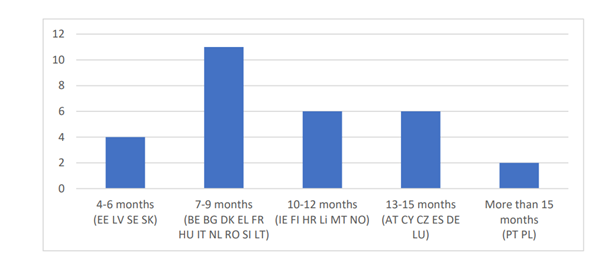 12
10
8
6
4
2
0
4-6 months
(EE LV SE SK)
7-9 months
(BE BG DK EL FR
HU IT NL RO SI LT)
10-12 months
(IE FI HR Li MT NO)
13-15 months
(AT CY CZ ES DE
LU)
More than 15
months
(PT PL)